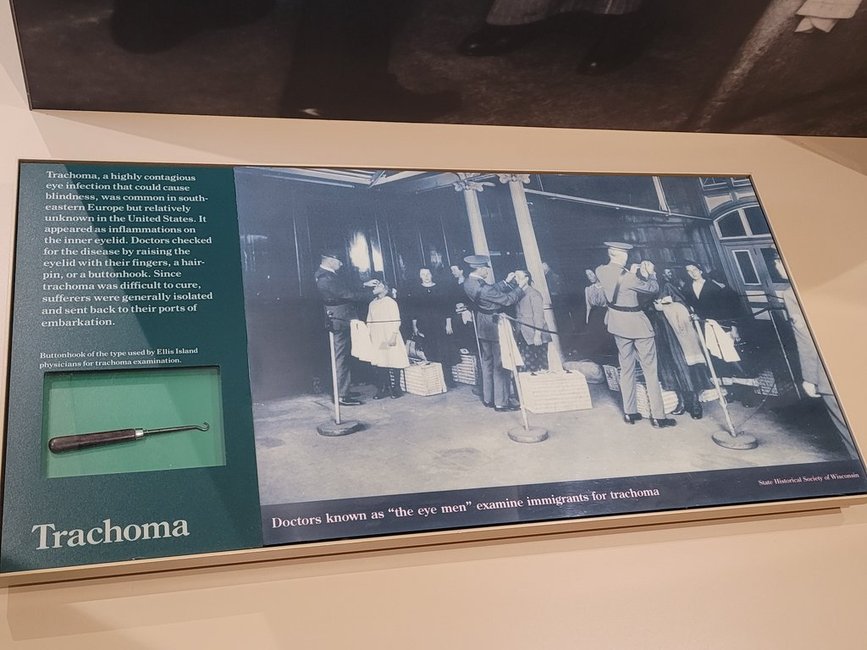 Trachoma, a highly contagious
eye infection that could cause
blindness, was common in south-
eastern Europe but relatively
unknown in the United States. It
appeared as inflammations on
the inner eyelid. Doctors checked
for the disease by raising the
eyelid with their fingers, a hair-
pin, or a buttonhook. Since
trachoma was difficult to cure,
sufferers were generally isolated
and sent back to their ports of
embarkation.
Buttonhook of the type used by Ellis Island
physicians for trachoma examination.
Trachoma
Doctors known as “the eye men” examine immigrants for trachoma
State Historical Society of Wisconsin